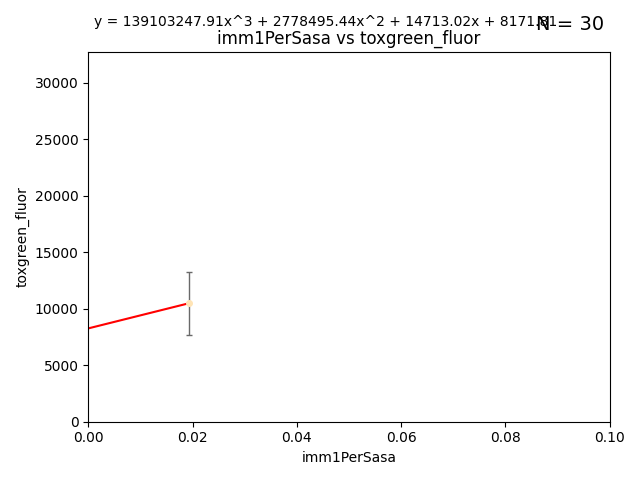 y = 139103247.91x^3 + 2778495.44x^2 + 14713.02x + 8171.81
N = 30
imm1PerSasa vs toxgreen_fluor
30000
25000
20000
15000
10000
5000
0
toxgreen_fluor
0.00 0.02 0.04 0.06 0.08 0.10
imm1PerSasa